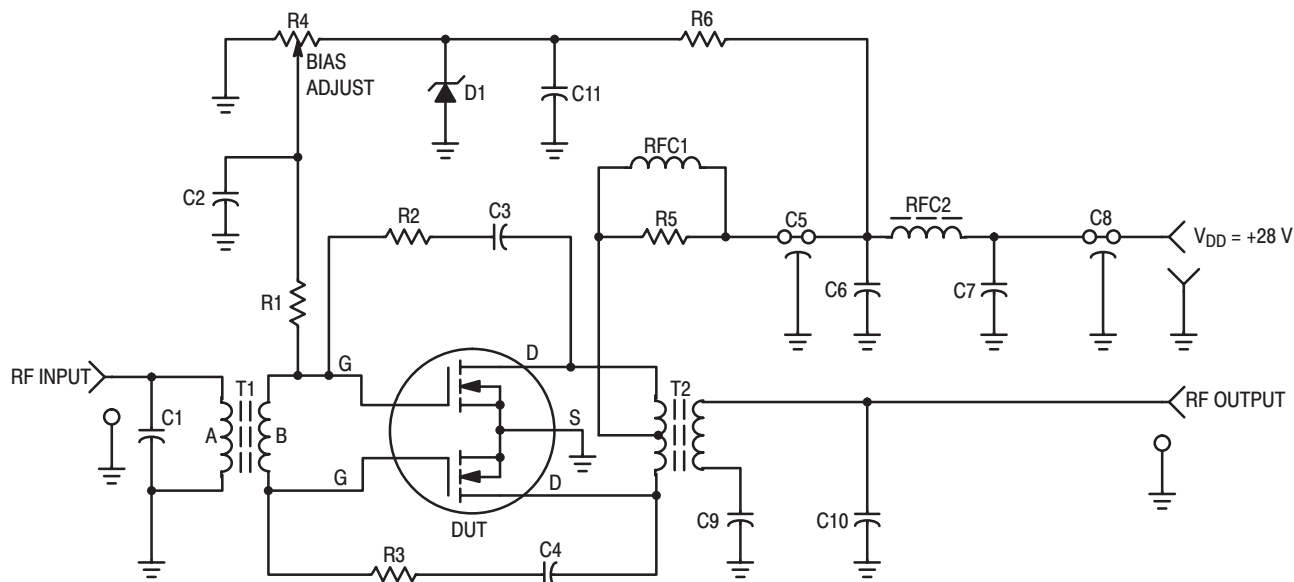 R4
R6
BIAS
ADJUST
D1
C11
RFC1
C2
R2
C3
R5
C5
RFC2
C8
V_DD = +28 V
R1
C6
C7
G
D
RF INPUT
T1
T2
RF OUTPUT
C1
A
B
S
G
D
C9
C10
DUT
R3
C4